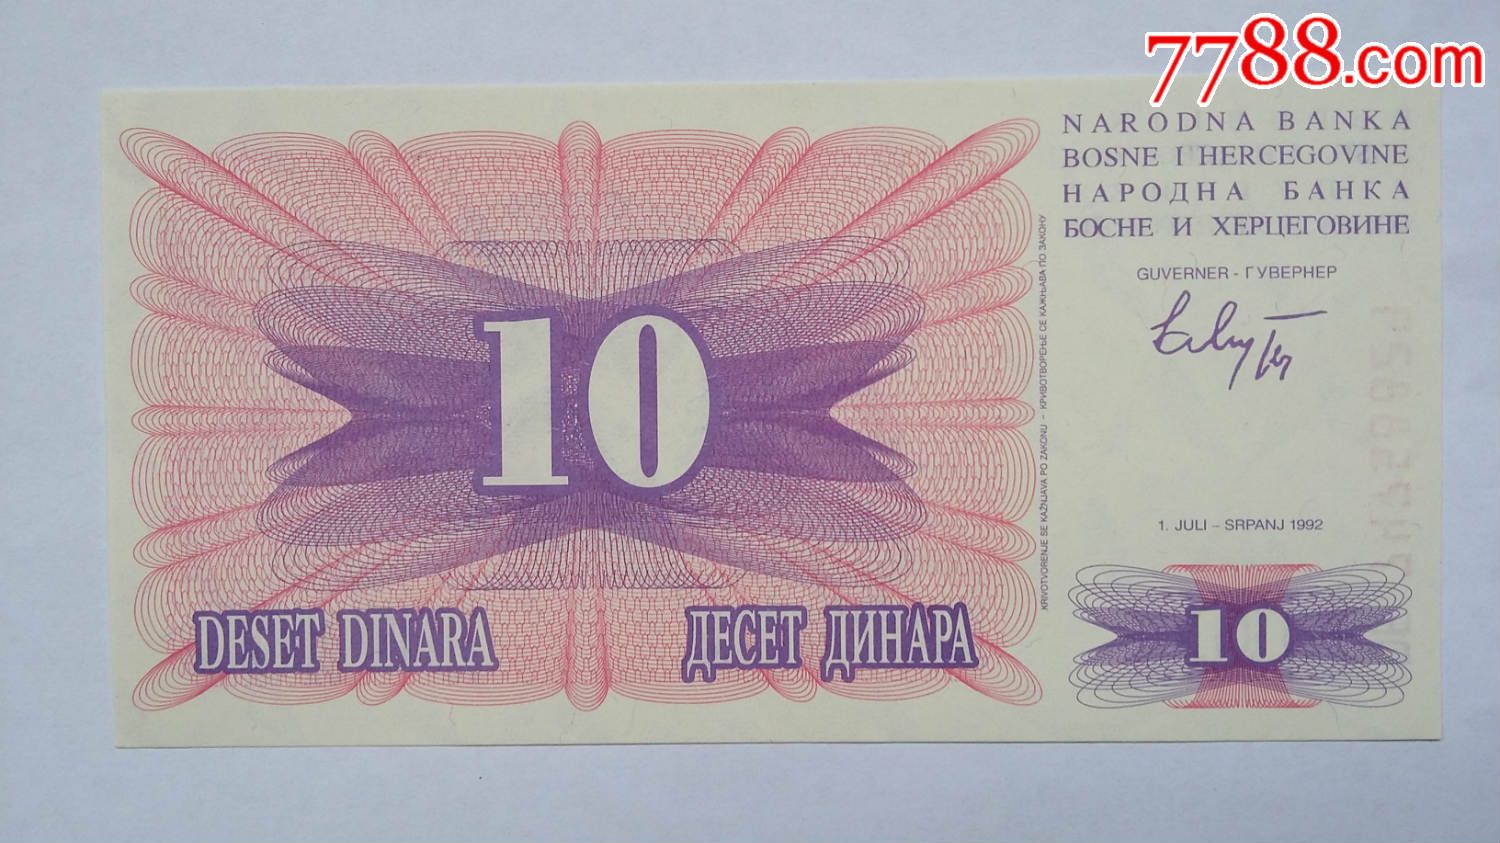 7788.com
NARODNA BANKA
BOSNE I HERCEGOVINE
НАРОДНА БАНКА
БОСНЕ И ХЕРЦЕГОВИНЕ
GUVERNER - ГУВЕРНЕР
KRIVOTVORENJE SE KAŽNJAVA PO ZAKONU - КРИВОТВОРЕЊЕ СЕ КАЖЊАВА ПО ЗАКОНУ
10
1. JULI – SRPANJ 1992
DESET DINARA ДЕСЕТ ДИНАРА
10